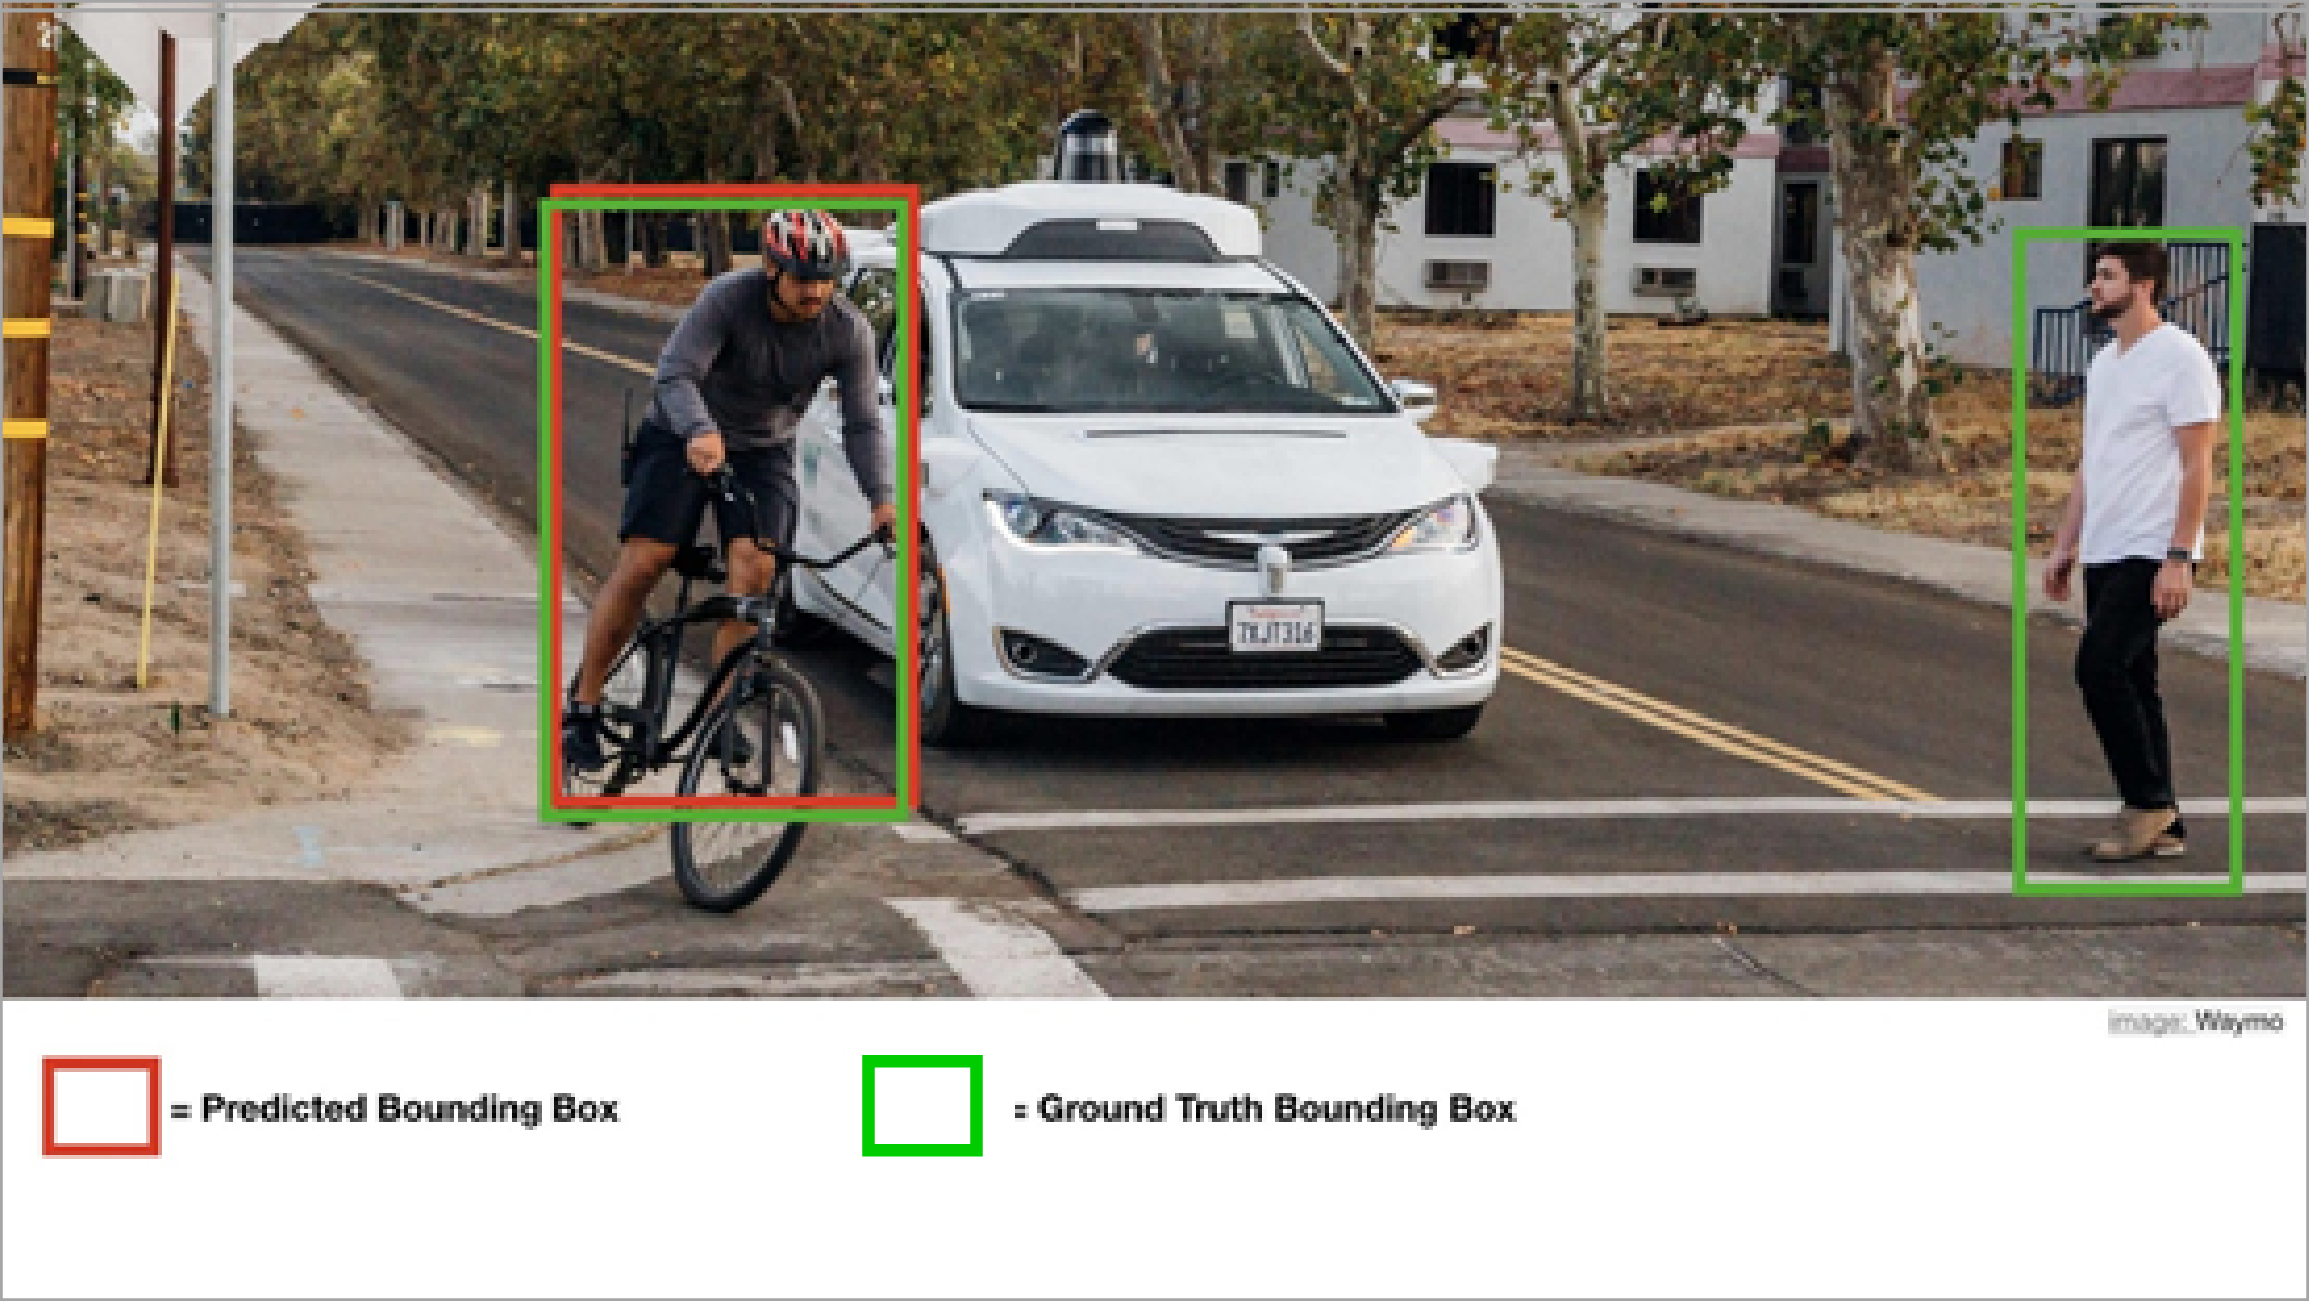 image: Waymo
= Predicted Bounding Box
= Ground Truth Bounding Box